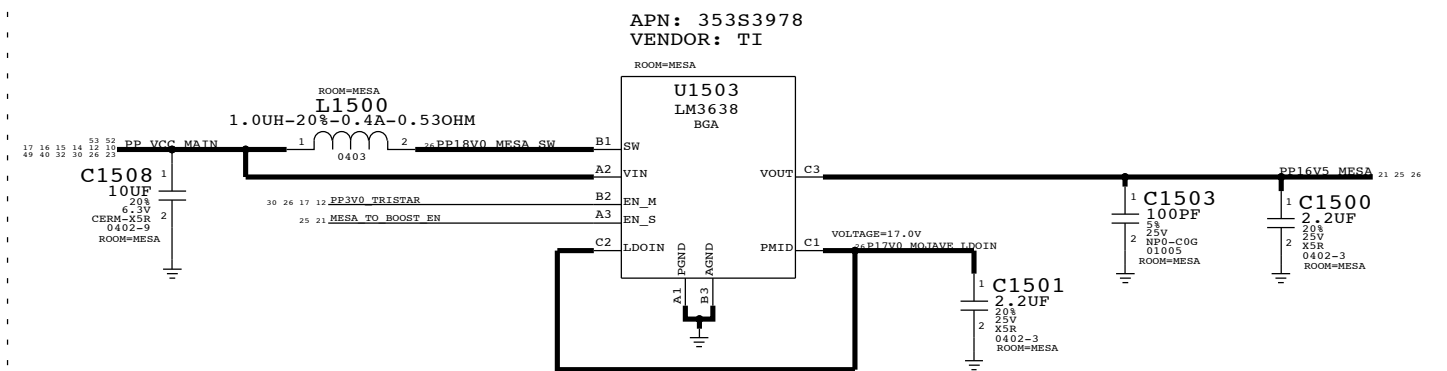 APN: 353S3978
VENDOR: TI
ROOM=MESA
U1503
LM3638
BGA
ROOM=MESA
L1500
1.0UH-20%-0.4A-0.53OHM
1
2
0403
53 52
17 16 15 14 12 10
49 40 32 30 26 23
PP_VCC_MAIN
26 PP18V0_MESA_SW
B1
SW
A2
VIN
B2
EN_M
A3
EN_S
C2
LDOIN
VOUT
C3
PMID
C1
PGND
AGND
A1
B3
30 26 17 12 PP3V0_TRISTAR
25 21 MESA_TO_BOOST_EN
C1508
10UF
20%
6.3V
CERM-X5R
0402-9
ROOM=MESA
1
2
PP16V5_MESA 21 25 26
VOLTAGE=17.0V
26 P17V0_MOJAVE_LDOIN
1
2
C1501
2.2UF
20%
25V
X5R
0402-3
ROOM=MESA
1
2
C1503
100PF
5%
25V
NP0-C0G
01005
ROOM=MESA
1
2
C1500
2.2UF
20%
25V
X5R
0402-3
ROOM=MESA